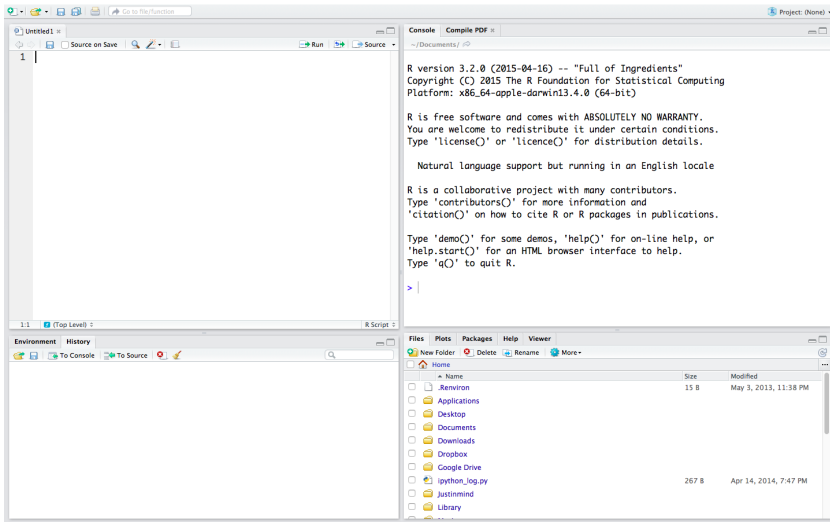 Go to file/function
Project: (None)
Untitled1
Source on Save
Run
Source
1
1:1
(Top Level)
R Script
Console Compile PDF
~/Documents/
R version 3.2.0 (2015-04-16) -- "Full of Ingredients"
Copyright (C) 2015 The R Foundation for Statistical Computing
Platform: x86_64-apple-darwin13.4.0 (64-bit)
R is free software and comes with ABSOLUTELY NO WARRANTY.
You are welcome to redistribute it under certain conditions.
Type 'license()' or 'licence()' for distribution details.
Natural language support but running in an English locale
R is a collaborative project with many contributors.
Type 'contributors()' for more information and
'citation()' on how to cite R or R packages in publications.
Type 'demo()' for some demos, 'help()' for on-line help, or
'help.start()' for an HTML browser interface to help.
Type 'q()' to quit R.
>
Environment History
To Console To Source
Files Plots Packages Help Viewer
New Folder Delete Rename More
Home
Name Size Modified
.Renviron 15 B May 3, 2013, 11:38 PM
Applications
Desktop
Documents
Downloads
Dropbox
Google Drive
ipython_log.py 267 B Apr 14, 2014, 7:47 PM
Justinmind
Library